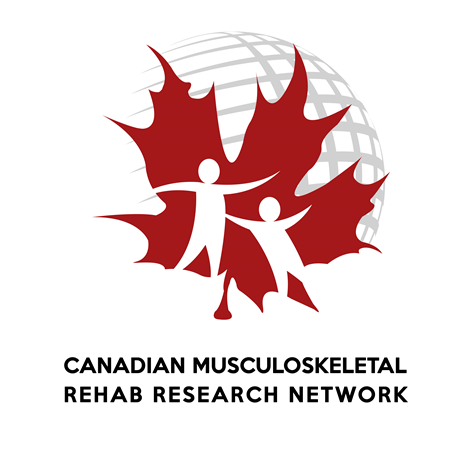 CANADIAN MUSCULOSKELETAL
REHAB RESEARCH NETWORK